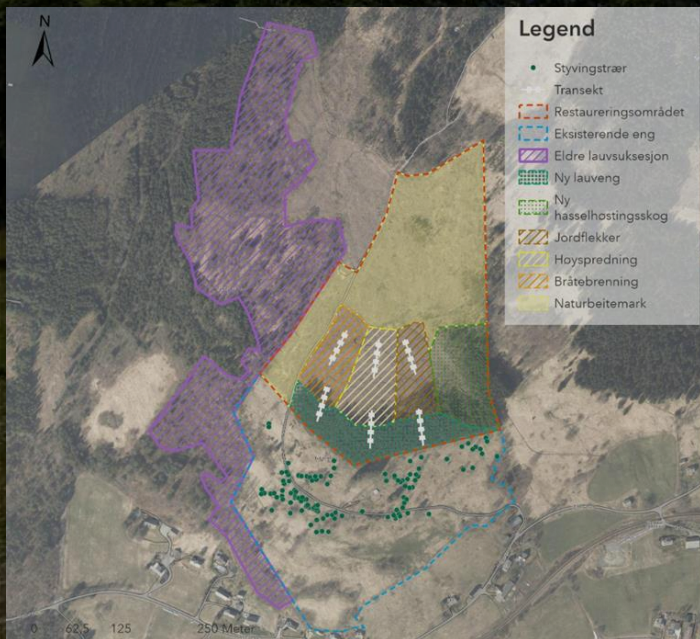 Legend
N
Styvingstrær
Transekt
Restaureringsområdet
Eksisterende eng
Eldre lauvsuksesjon
Ny lauveng
Ny
hasselhøstingsskog
Jordflekker
Høyspredning
Bråtebrenning
Naturbeitemark
0 62,5 125 250 Meter